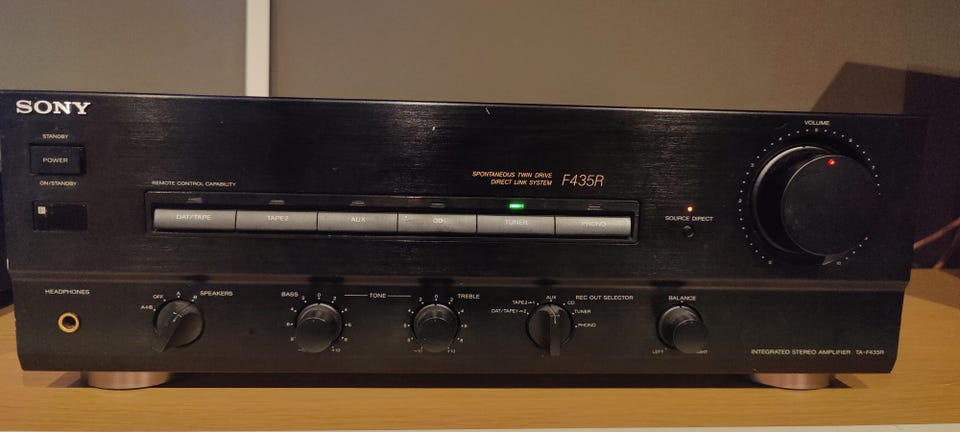 SONY
VOLUME
STANDBY
POWER
ON/STANDBY
SPONTANEOUS TWIN DRIVE
DIRECT LINK SYSTEM
F435R
REMOTE CONTROL CAPABILITY
DAT/TAPE
TAPE2
AUX
CD
TUNER
PHONO
SOURCE DIRECT
HEADPHONES
OFF
A
B
A+B
SPEAKERS
BASS
TONE
TREBLE
TAPE2→1
DAT/TAPE1→2
AUX
CD
TUNER
PHONO
REC OUT SELECTOR
BALANCE
LEFT
INTEGRATED STEREO AMPLIFIER TA-F435R